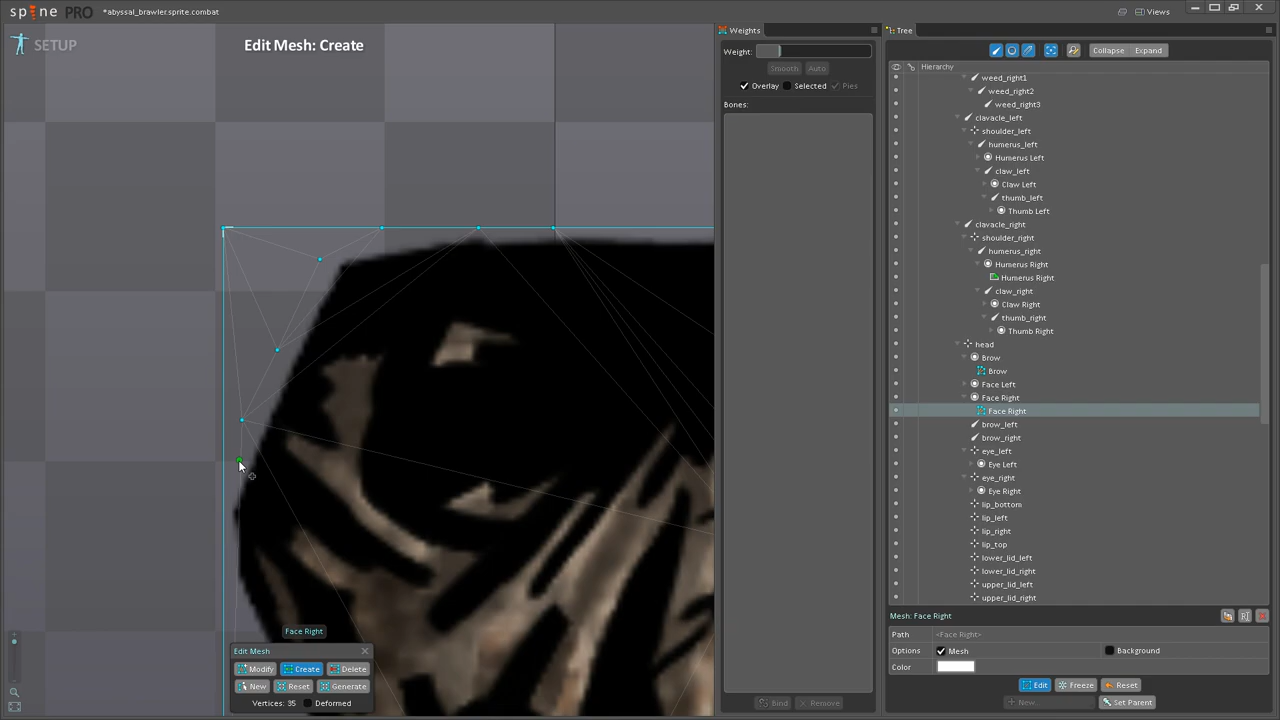 spine PRO
*abyssal_brawler.sprite.combat
Views
SETUP
Edit Mesh: Create
Weights
Weight:
Smooth
Auto
Overlay
Selected
Pies
Bones:
Bind
Remove
Tree
Collapse
Expand
Hierarchy
weed_right1
weed_right2
weed_right3
clavacle_left
shoulder_left
humerus_left
Humerus Left
claw_left
Claw Left
thumb_left
Thumb Left
clavacle_right
shoulder_right
humerus_right
Humerus Right
Humerus Right
claw_right
Claw Right
thumb_right
Thumb Right
head
Brow
Brow
Face Left
Face Right
Face Right
brow_left
brow_right
eye_left
Eye Left
eye_right
Eye Right
lip_bottom
lip_left
lip_right
lip_top
lower_lid_left
lower_lid_right
upper_lid_left
upper_lid_right
Mesh: Face Right
Path
<Face Right>
Options
Mesh
Background
Color
Edit
Freeze
Reset
New...
Set Parent
Face Right
Edit Mesh
Modify
Create
Delete
New
Reset
Generate
Vertices: 35
Deformed